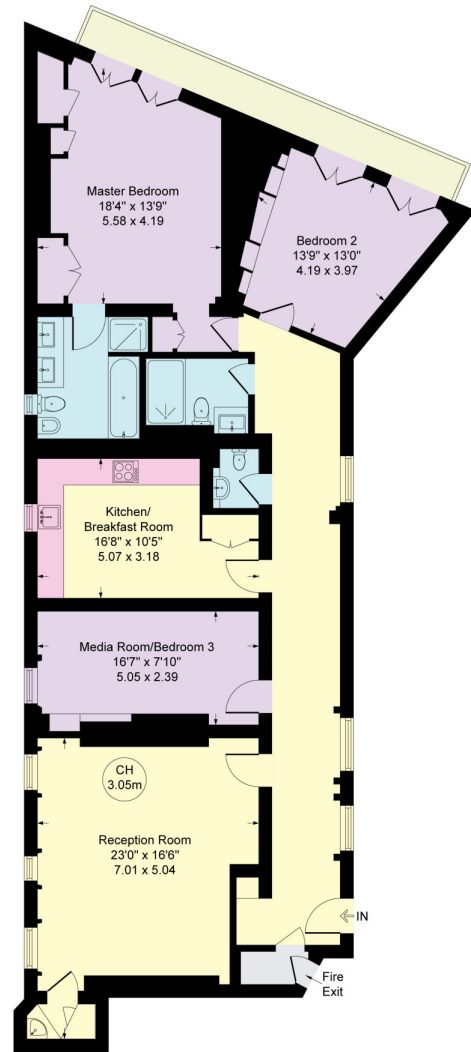 Master Bedroom
18'4" x 13'9"
5.58 x 4.19
Bedroom 2
13'9" x 13'0"
4.19 x 3.97
Kitchen/
Breakfast Room
16'8" x 10'5"
5.07 x 3.18
Media Room/Bedroom 3
16'7" x 7'10"
5.05 x 2.39
CH
3.05m
Reception Room
23'0" x 16'6"
7.01 x 5.04
IN
Fire
Exit